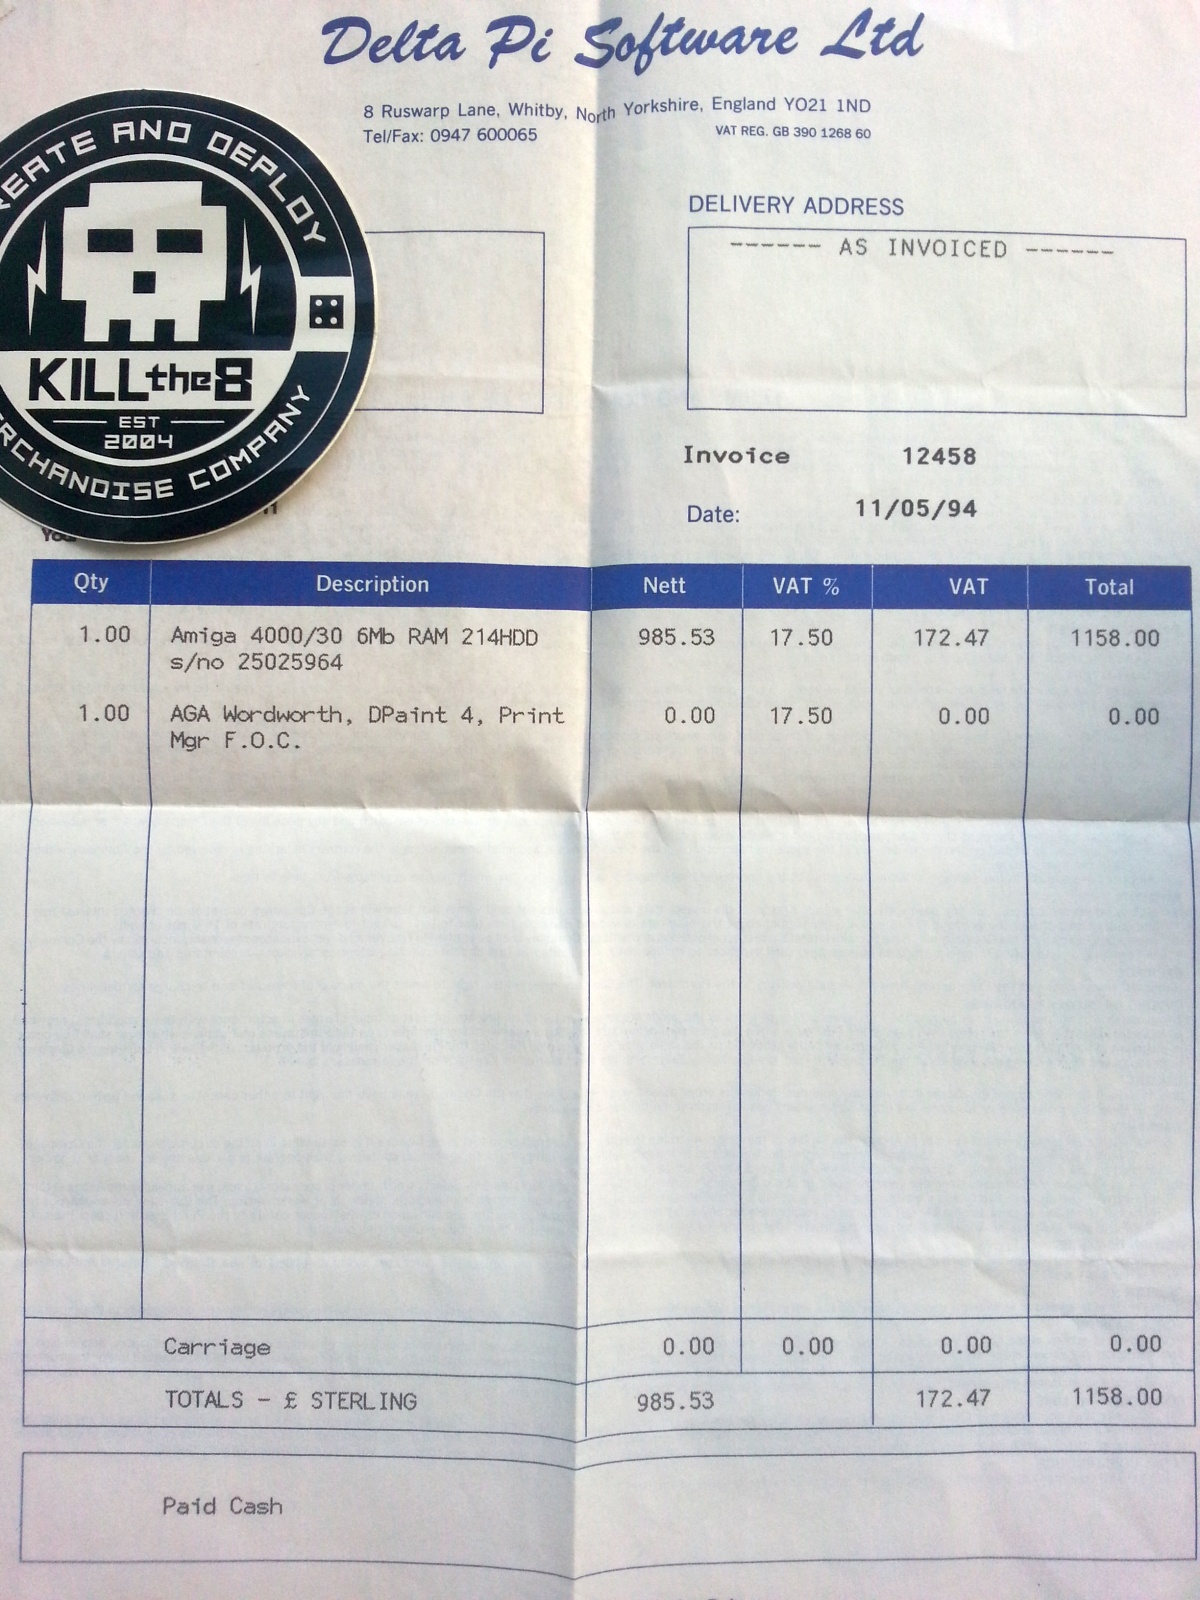 Delta Pi Software Ltd
8 Ruswarp Lane, Whitby, North Yorkshire, England YO21 1ND
Tel/Fax: 0947 600065 VAT REG. GB 390 1268 60
EATE AND DEPLOY
KILL the 8
EST
2004
RCHANDISE COMPANY
DELIVERY ADDRESS
------ AS INVOICED ------
Invoice 12458
Date: 11/05/94
Qty Description Nett VAT % VAT Total
1.00 Amiga 4000/30 6Mb RAM 214HDD 985.53 17.50 172.47 1158.00
s/no 25025964
1.00 AGA Wordworth, DPaint 4, Print 0.00 17.50 0.00 0.00
Mgr F.O.C.
Carriage 0.00 0.00 0.00 0.00
TOTALS - £ STERLING 985.53 172.47 1158.00
Paid Cash